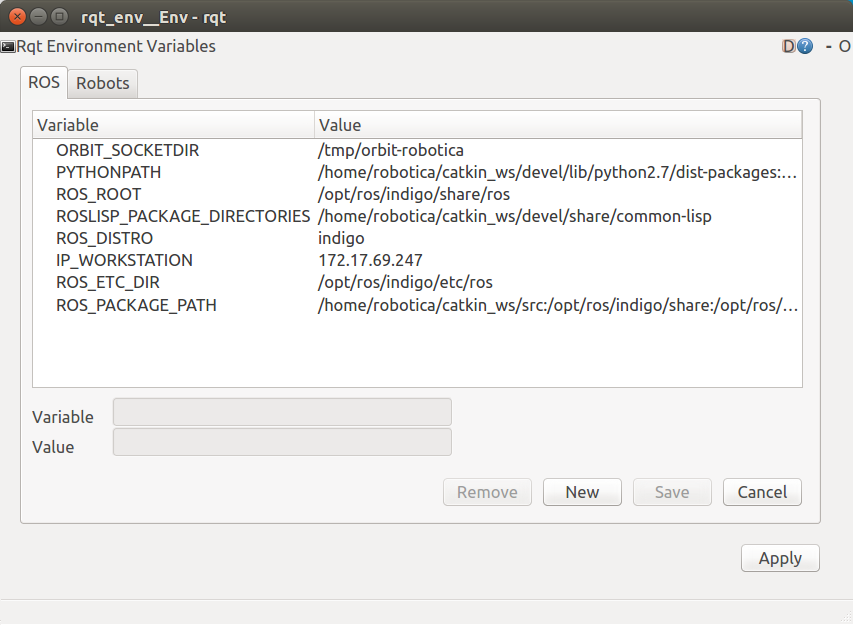 rqt_env__Env - rqt
Rqt Environment Variables D ? - O
ROS Robots
Variable Value
ORBIT_SOCKETDIR /tmp/orbit-robotica
PYTHONPATH /home/robotica/catkin_ws/devel/lib/python2.7/dist-packages:...
ROS_ROOT /opt/ros/indigo/share/ros
ROSLISP_PACKAGE_DIRECTORIES /home/robotica/catkin_ws/devel/share/common-lisp
ROS_DISTRO indigo
IP_WORKSTATION 172.17.69.247
ROS_ETC_DIR /opt/ros/indigo/etc/ros
ROS_PACKAGE_PATH /home/robotica/catkin_ws/src:/opt/ros/indigo/share:/opt/ros/...
Variable
Value
Remove New Save Cancel
Apply